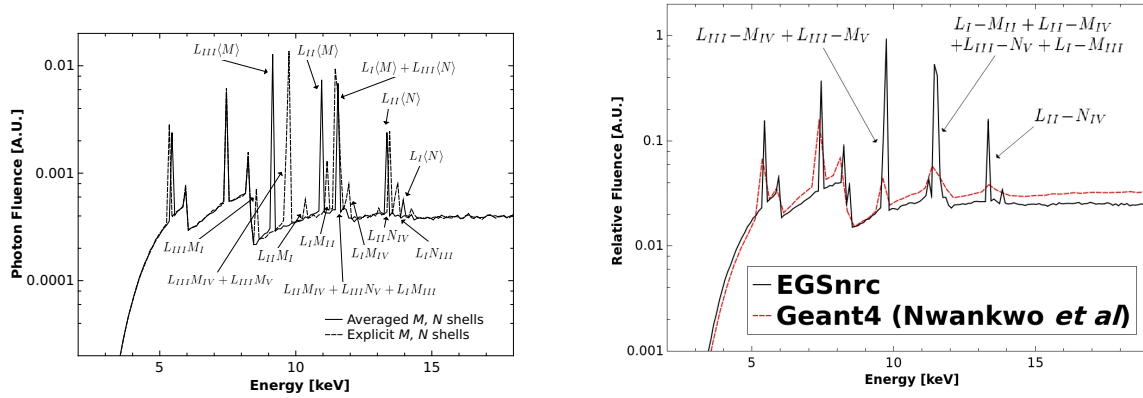 0.01
0.001
0.0001
Photon Fluence [A.U.]
L_{III}⟨M⟩
L_{II}⟨M⟩
L_I⟨M⟩ + L_{III}⟨N⟩
L_{II}⟨N⟩
L_I⟨N⟩
L_{III}M_I
L_{III}M_{IV} + L_{III}M_V
L_{II}M_I
L_IM_{II}
L_{II}M_{IV} + L_{III}N_V + L_IM_{III}
L_IM_{IV}
L_{II}N_{IV}
L_IN_{III}
Averaged M, N shells
Explicit M, N shells
5 10 15
Energy [keV]
1
0.1
0.01
0.001
Relative Fluence [A.U.]
L_{III}−M_{IV} + L_{III}−M_V
L_I−M_{II} + L_{II}−M_{IV}
+L_{III}−N_V + L_I−M_{III}
L_{II}−N_{IV}
EGSnrc
Geant4 (Nwankwo et al)
5 10 15
Energy [keV]